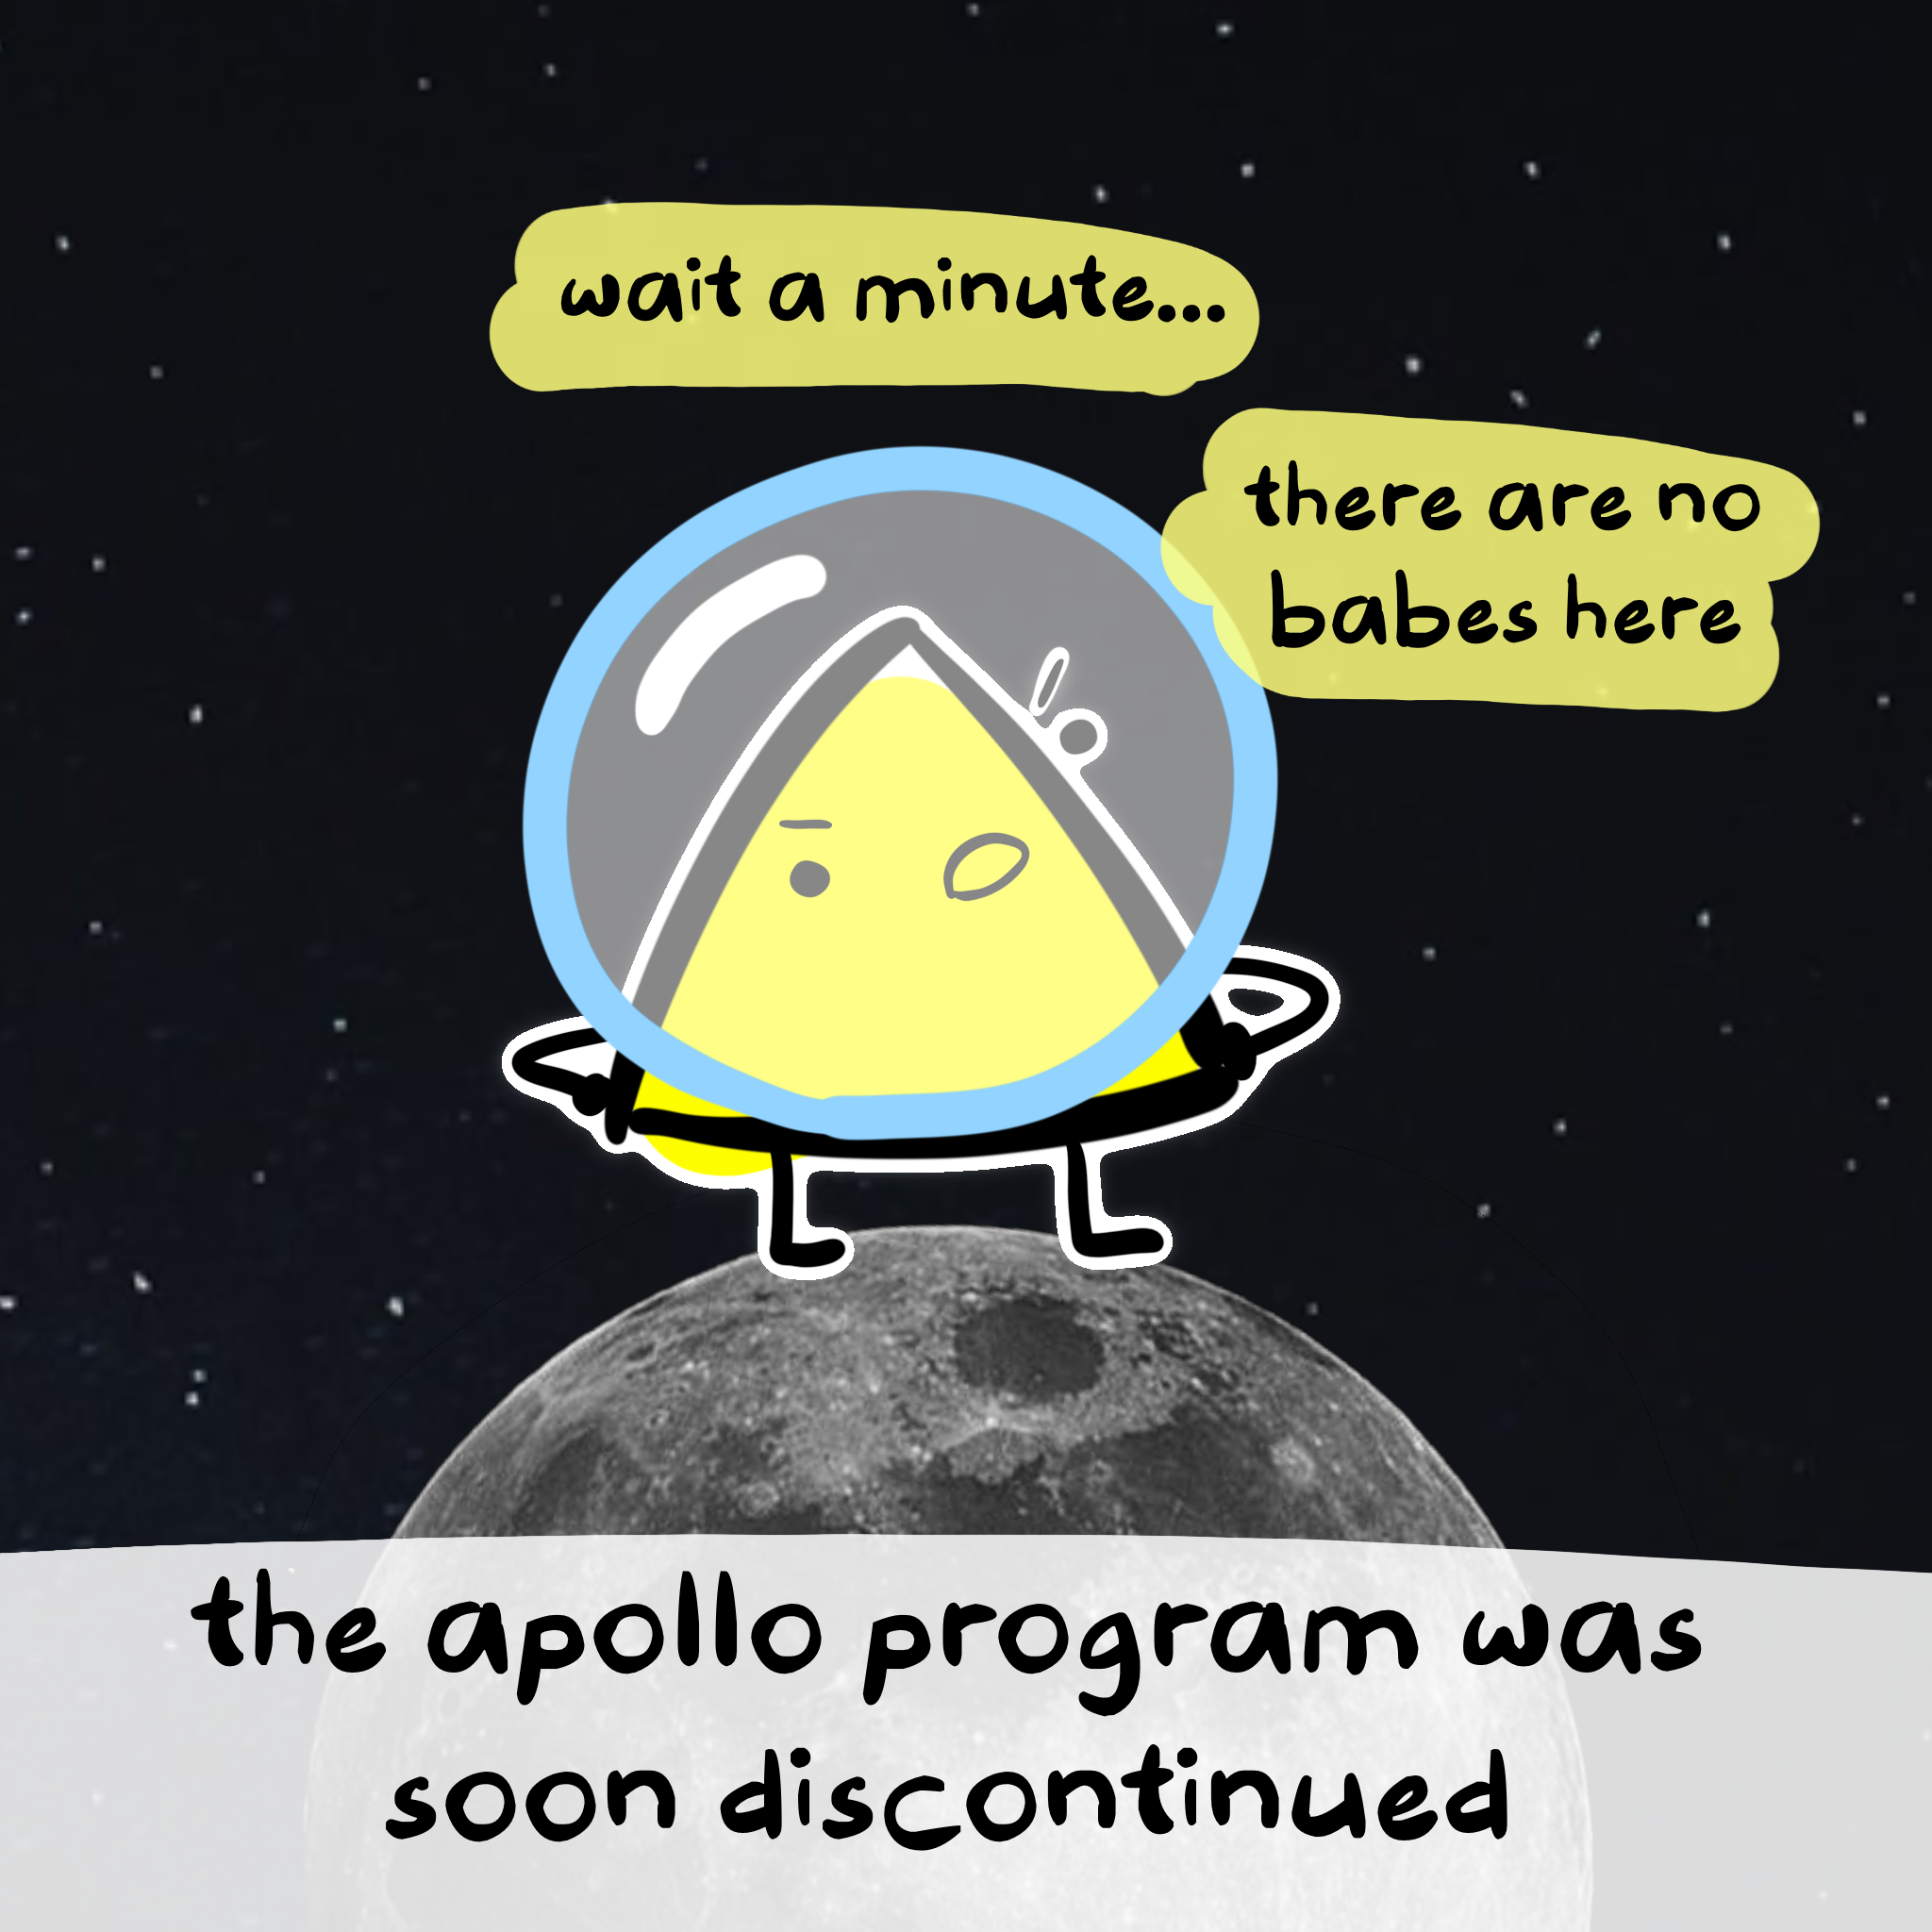 wait a minute...
there are no
babes here
the apollo program was
soon discontinued